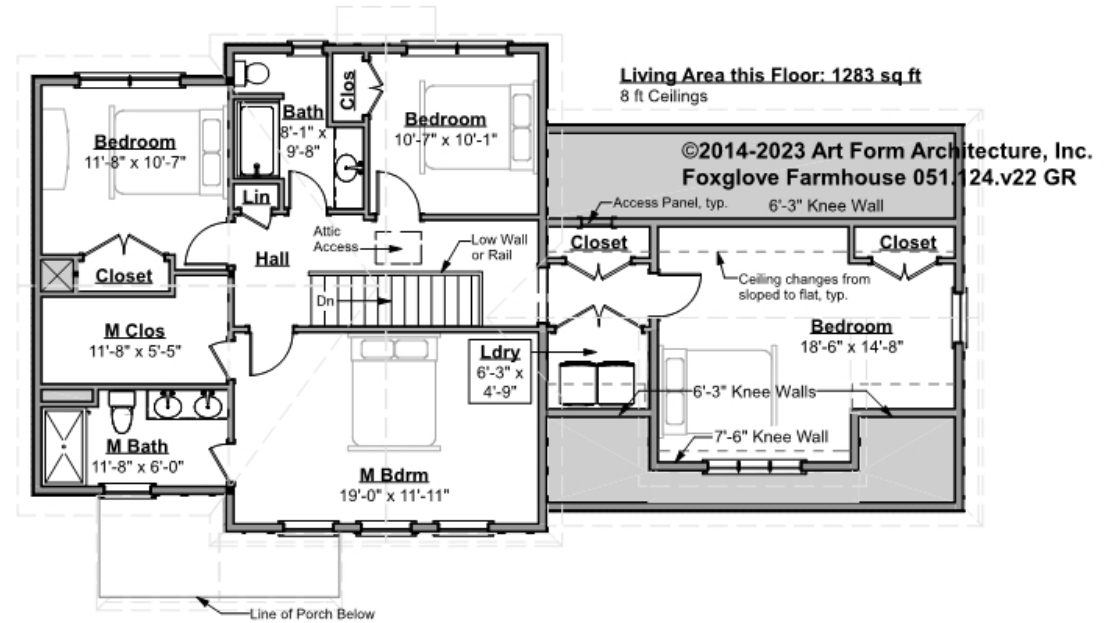 Living Area this Floor: 1283 sq ft
8 ft Ceilings
©2014-2023 Art Form Architecture, Inc.
Foxglove Farmhouse 051.124.v22 GR
Access Panel, typ.
6'-3" Knee Wall
Bedroom
11'-8" x 10'-7"
Bath
8'-1" x
9'-8"
Clos
Bedroom
10'-7" x 10'-1"
Lin
Attic
Access
Low Wall
or Rail
Hall
Closet
Dn
Closet
Closet
Ceiling changes from
sloped to flat, typ.
Bedroom
18'-6" x 14'-8"
M Clos
11'-8" x 5'-5"
Ldry
6'-3" x
4'-9"
6'-3" Knee Walls
7'-6" Knee Wall
M Bath
11'-8" x 6'-0"
M Bdrm
19'-0" x 11'-11"
Line of Porch Below